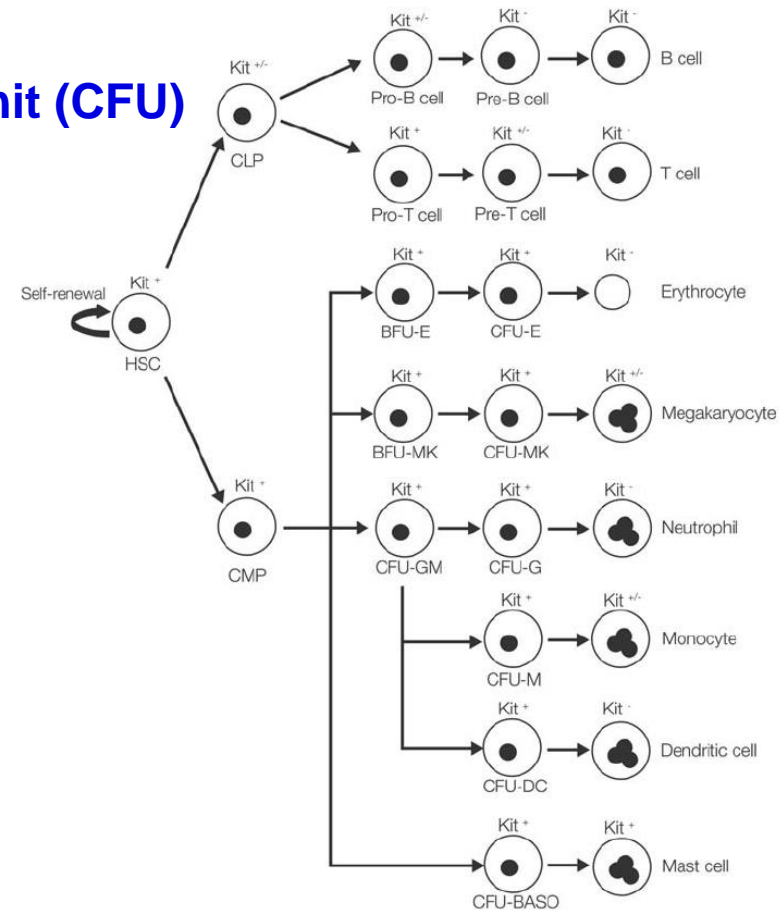 Kit +/-
Kit -
Kit -
B cell
Kit +/-
nit (CFU)
Pro-B cell
Pre-B cell
CLP
Kit +
Kit +/-
Kit -
T cell
Pro-T cell
Pre-T cell
Kit +
Kit +
Kit -
Self-renewal
Kit +
Erythrocyte
BFU-E
CFU-E
HSC
Kit +
Kit +
Kit +/-
Megakaryocyte
BFU-MK
CFU-MK
Kit +
Kit +
Kit +
Kit -
Neutrophil
CMP
CFU-GM
CFU-G
Kit +
Kit +/-
Monocyte
CFU-M
Kit +
Kit -
Dendritic cell
CFU-DC
Kit +
Kit +
Mast cell
CFU-BASO